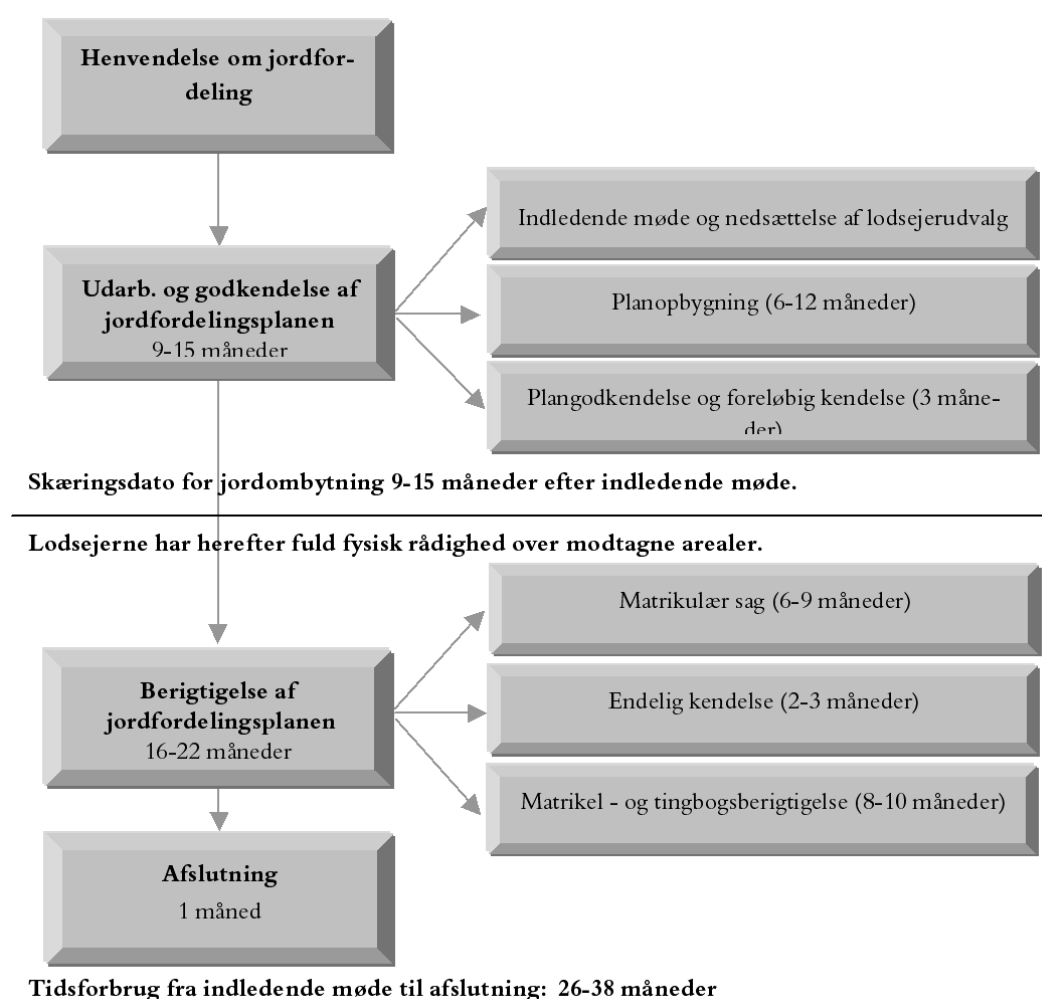 Henvendelse om jordfor-
deling
Indledende møde og nedsættelse af lodsejerudvalg
Udarb. og godkendelse af
jordfordelingsplanen
9-15 måneder
Planopbygning (6-12 måneder)
Plangodkendelse og foreløbig kendelse (3 måne-
der)
Skæringsdato for jordombytning 9-15 måneder efter indledende møde.
Lodsejerne har herefter fuld fysisk rådighed over modtagne arealer.
Matrikulær sag (6-9 måneder)
Berigtigelse af
jordfordelingsplanen
16-22 måneder
Endelig kendelse (2-3 måneder)
Matrikel - og tingbogsberigtigelse (8-10 måneder)
Afslutning
1 måned
Tidsforbrug fra indledende møde til afslutning: 26-38 måneder